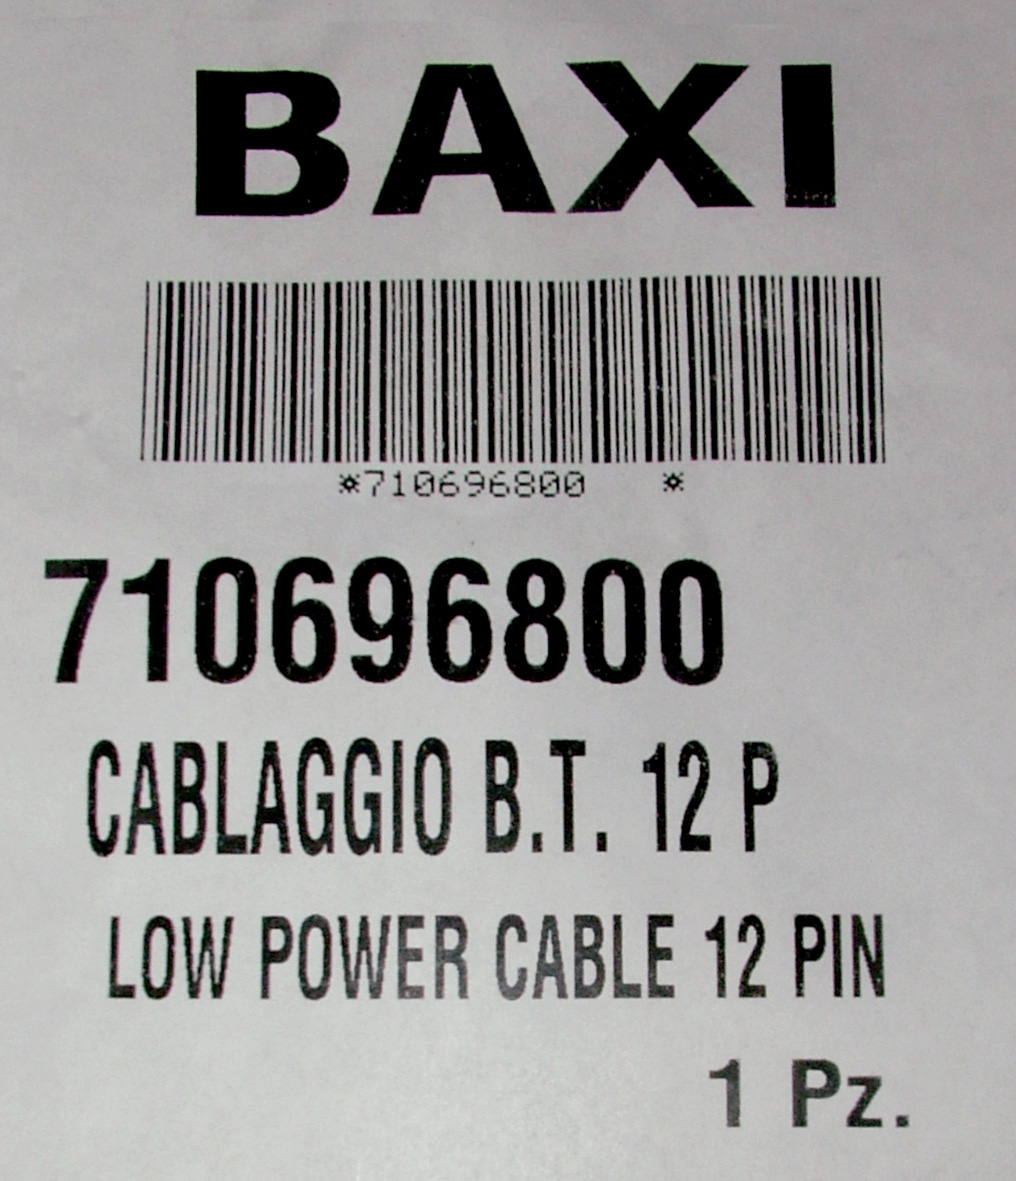 BAXI
*710696800 *
710696800
CABLAGGIO B.T. 12 P
LOW POWER CABLE 12 PIN
1 Pz.